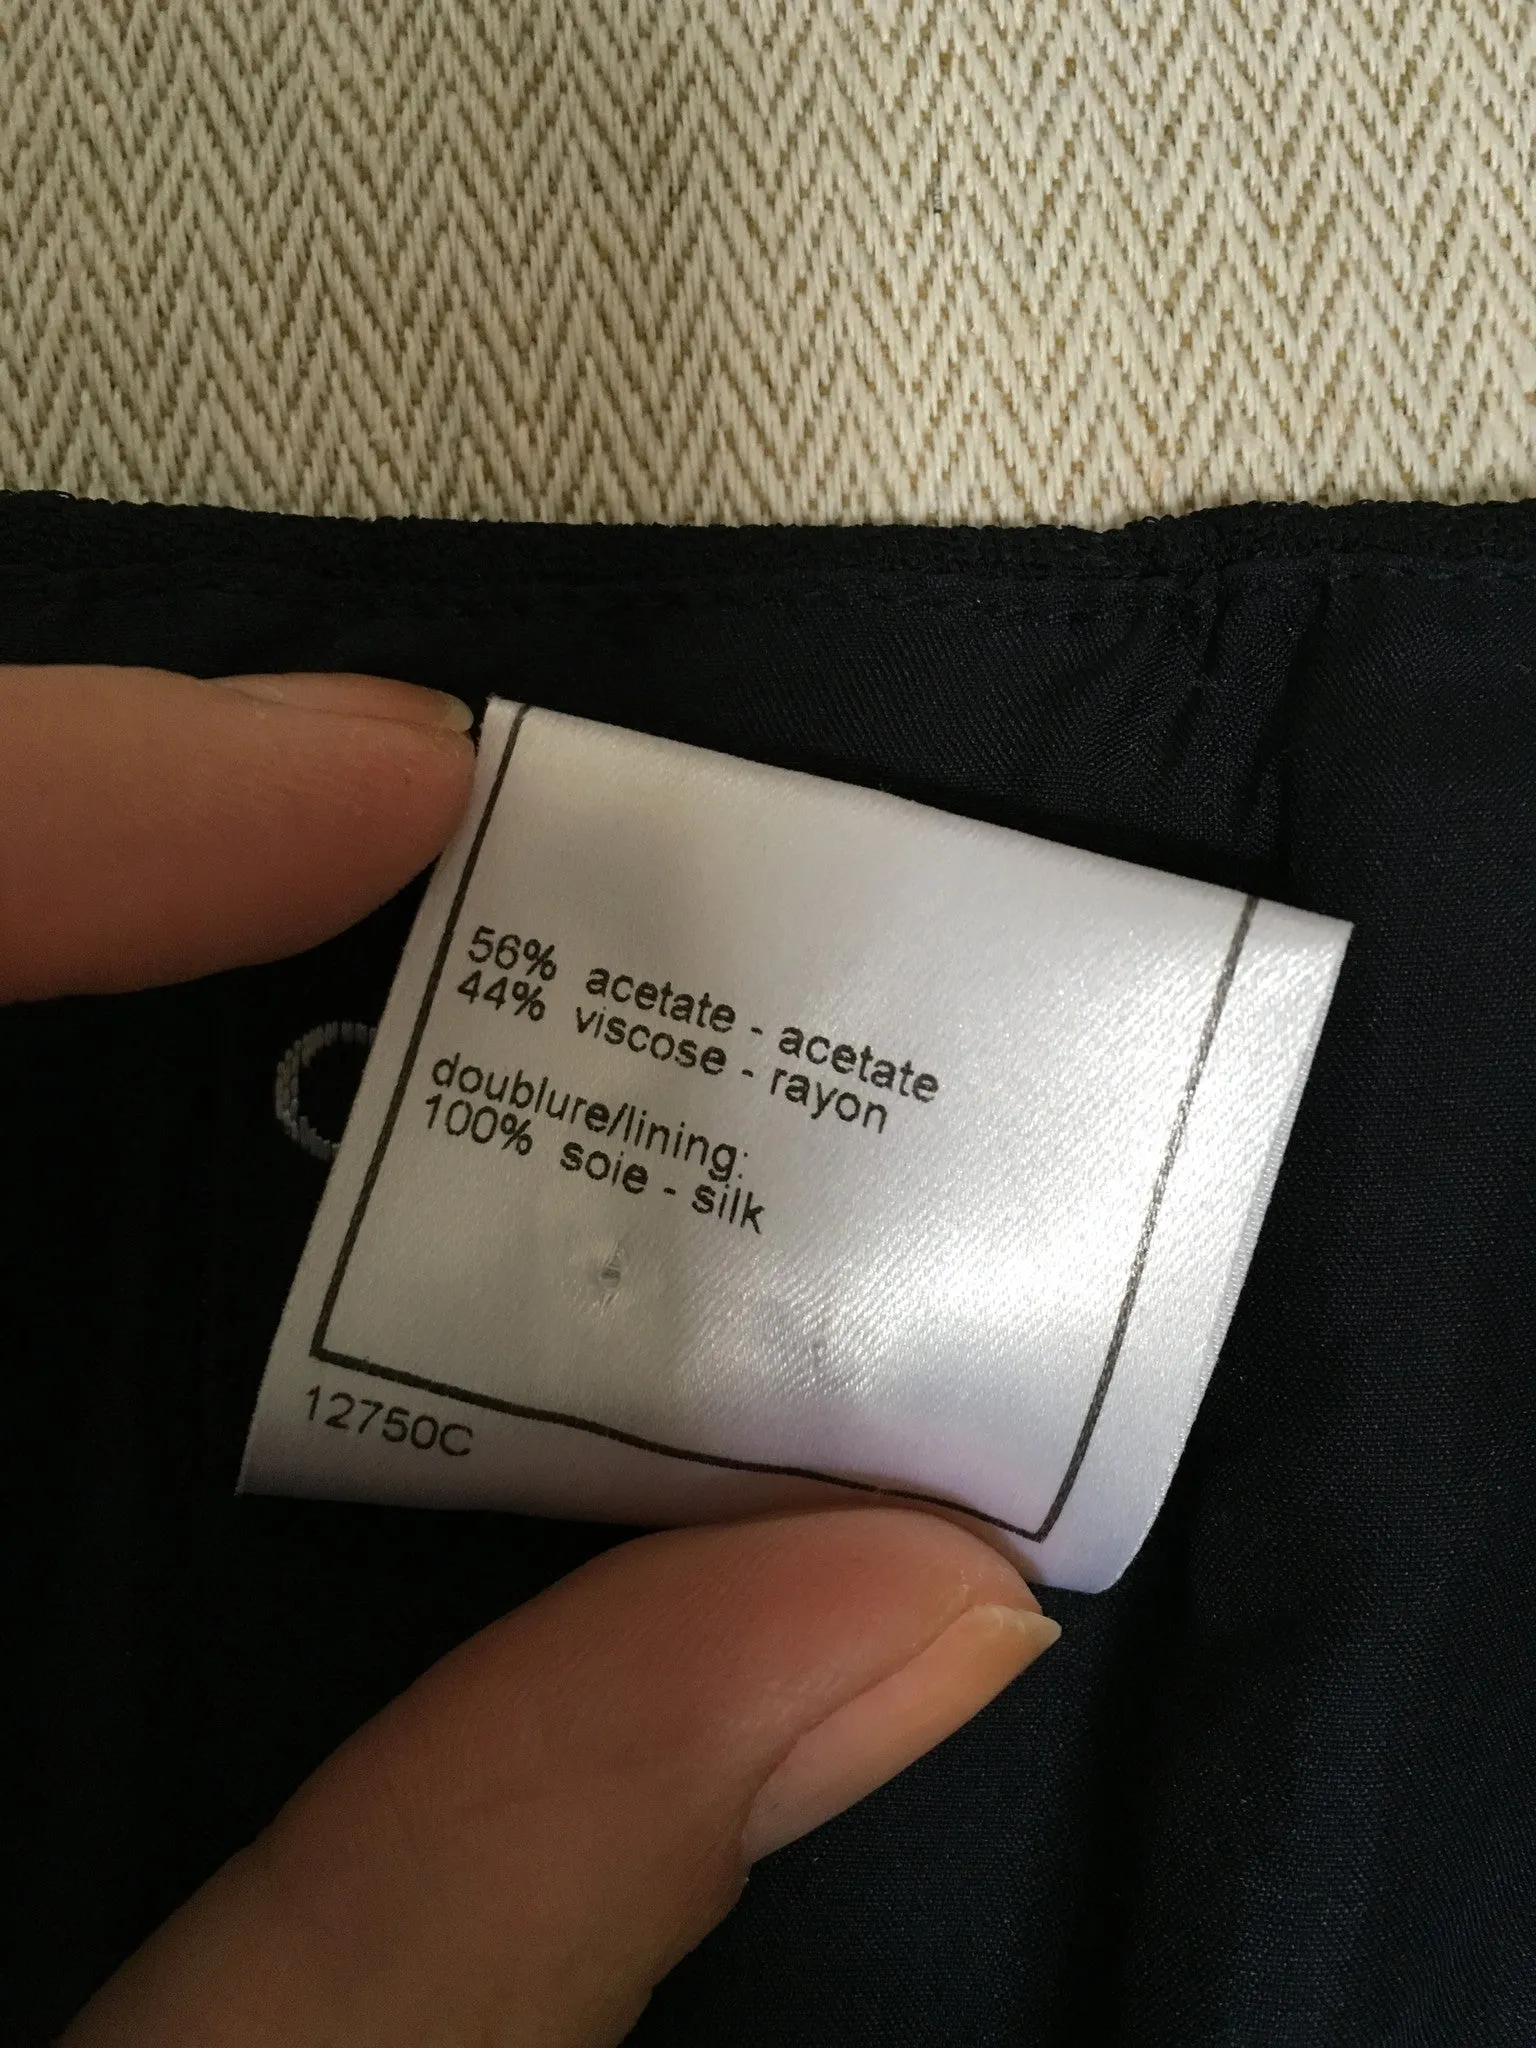 56% acetate - acetate
44% viscose - rayon
doublure/lining:
100% soie - silk
12750C